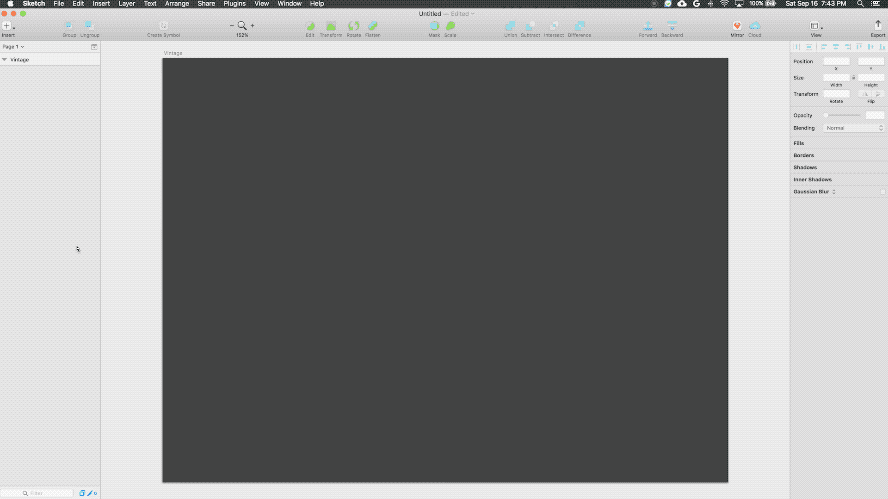 Sketch File Edit Insert Layer Text Arrange Share Plugins View Window Help 100% Sat Sep 16 7:43 PM
Untitled — Edited
Insert Group Ungroup Create Symbol 152% Edit Transform Rotate Flatten Mask Scale Union Subtract Intersect Difference Forward Backward Mirror Cloud View Export
Page 1
Vintage
Vintage
Position
X Y
Size
Width Height
Transform
Rotate Flip
Opacity
Blending Normal
Fills
Borders
Shadows
Inner Shadows
Gaussian Blur
Filter